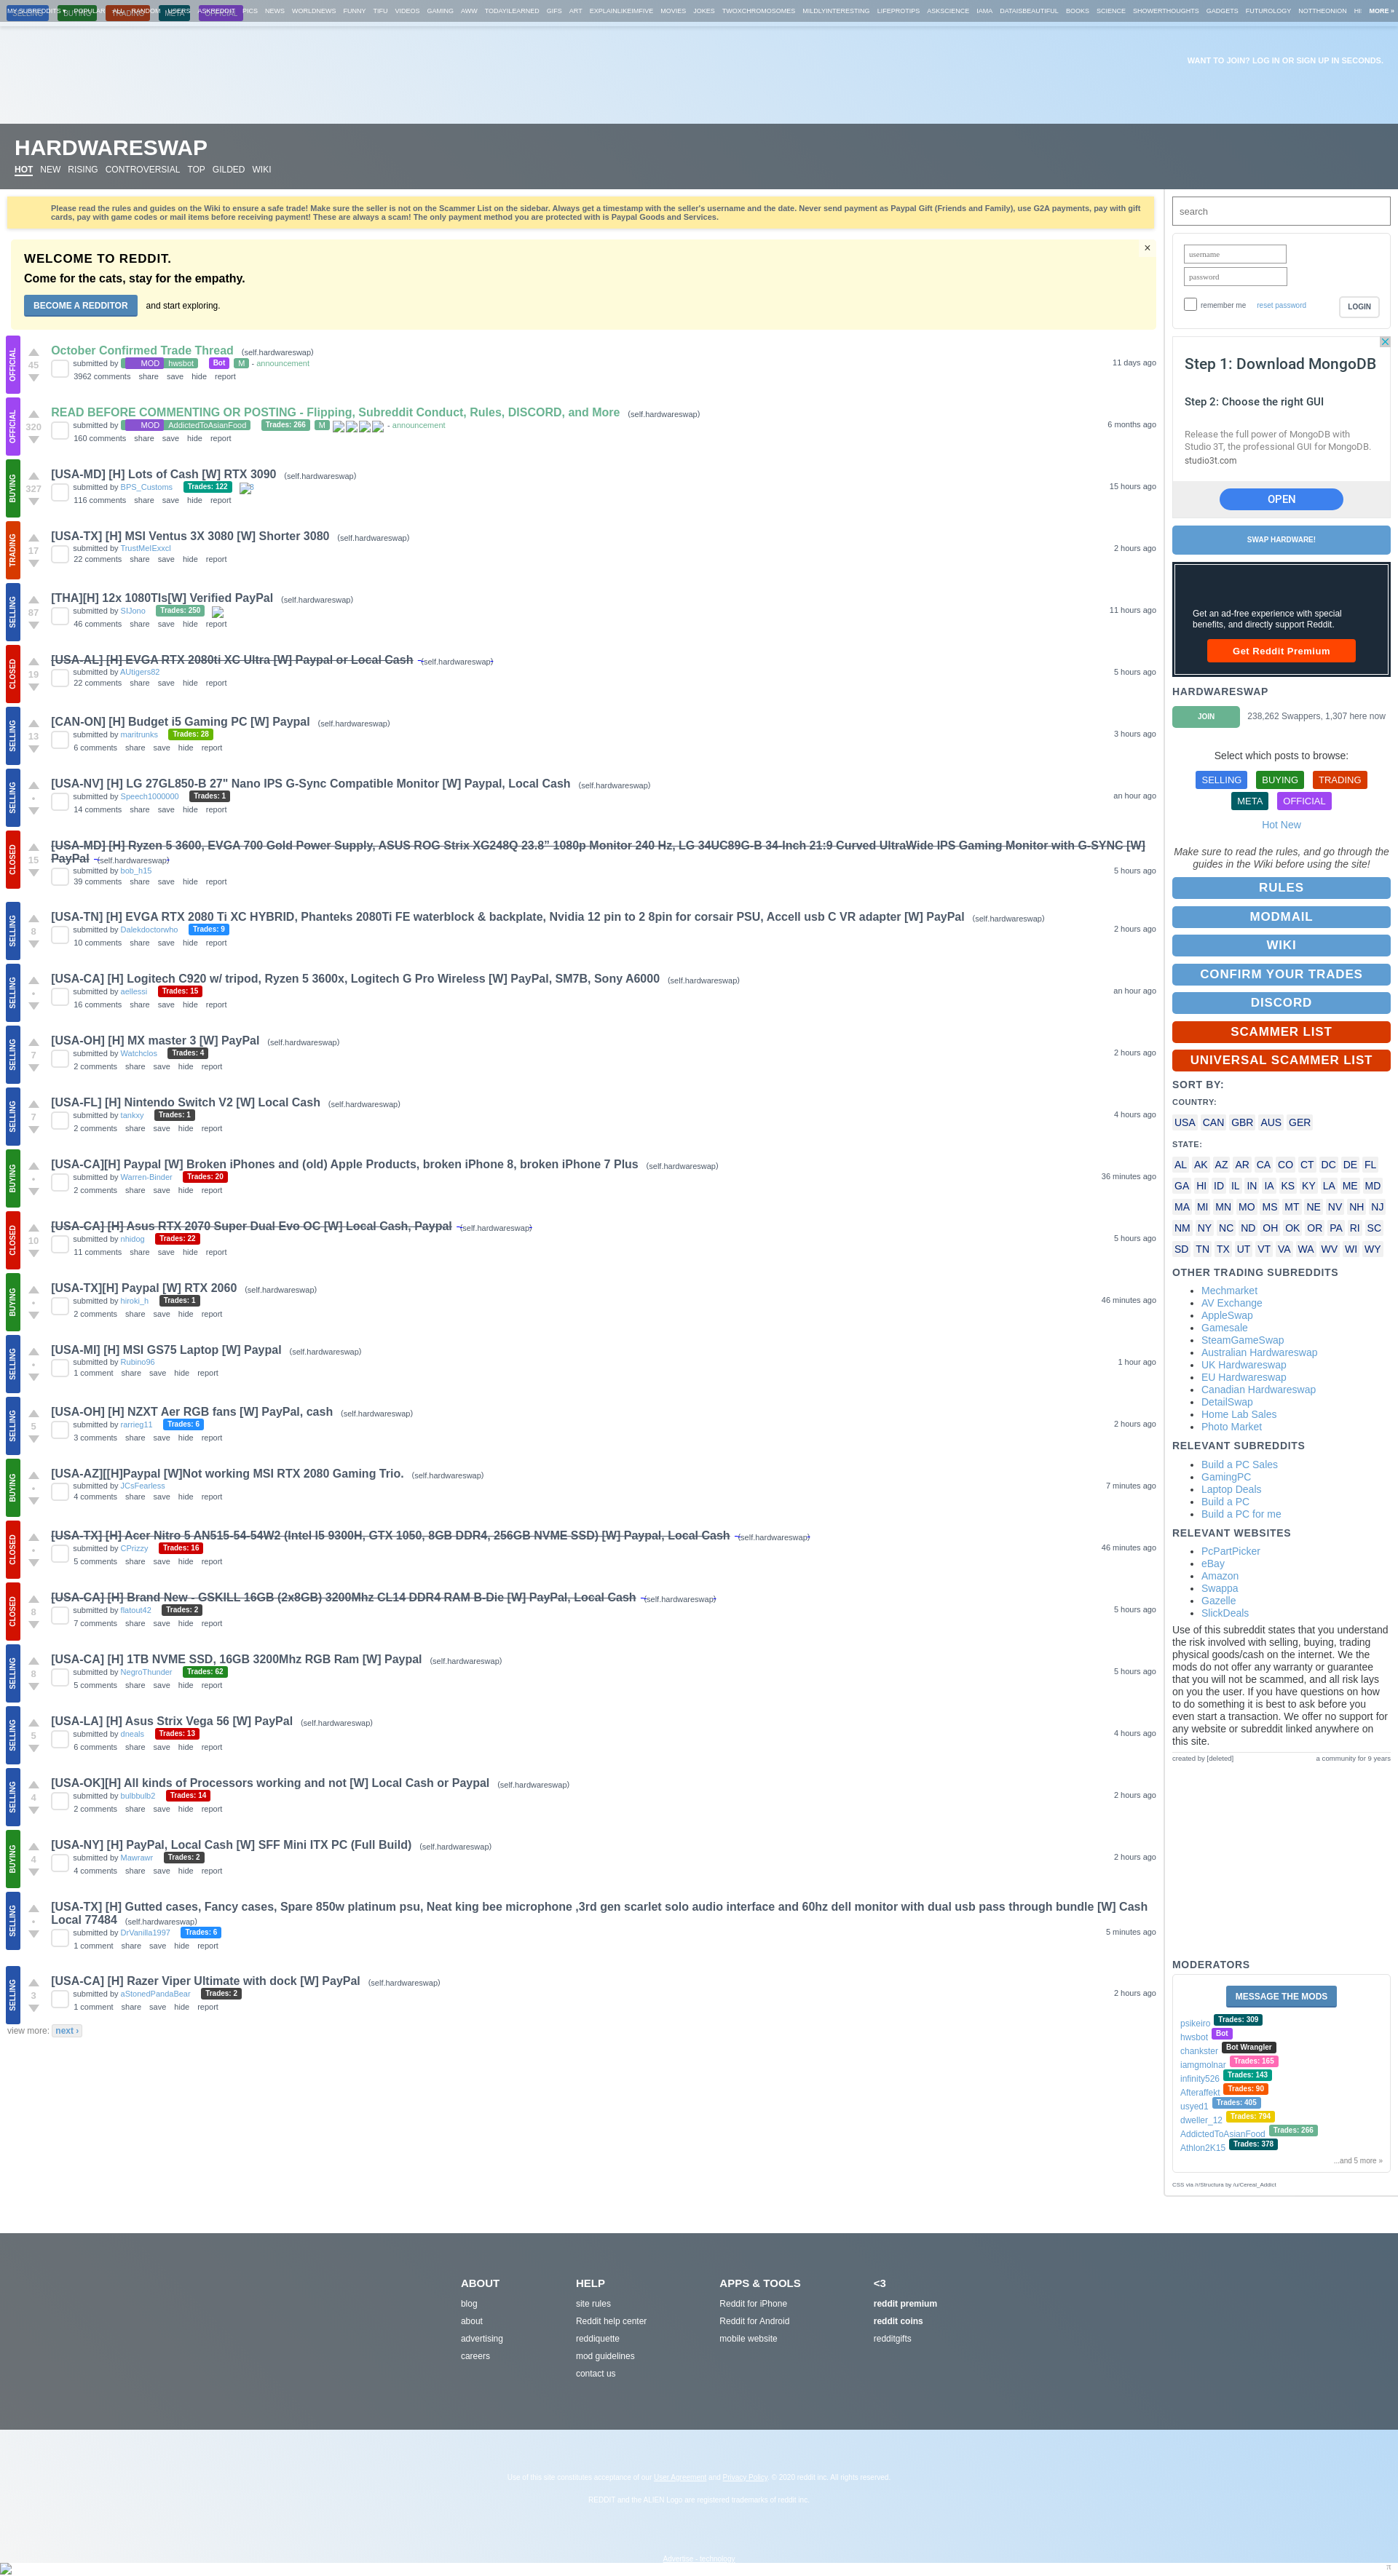 MY SUBREDDITS ▾ POPULAR ALL RANDOM USERS ASKREDDIT PICS NEWS WORLDNEWS FUNNY TIFU VIDEOS GAMING AWW TODAYILEARNED GIFS ART EXPLAINLIKEIMFIVE MOVIES JOKES TWOXCHROMOSOMES MILDLYINTERESTING LIFEPROTIPS ASKSCIENCE IAMA DATAISBEAUTIFUL BOOKS SCIENCE SHOWERTHOUGHTS GADGETS FUTUROLOGY NOTTHEONION MORE »
SELLING BUYING TRADING META OFFICIAL
WANT TO JOIN? LOG IN OR SIGN UP IN SECONDS.
HARDWARESWAP
HOT NEW RISING CONTROVERSIAL TOP GILDED WIKI
Please read the rules and guides on the Wiki to ensure a safe trade! Make sure the seller is not on the Scammer List on the sidebar. Always get a timestamp with the seller's username and the date. Never send payment as Paypal Gift (Friends and Family), use G2A payments, pay with gift
cards, pay with game codes or mail items before receiving payment! These are always a scam! The only payment method you are protected with is Paypal Goods and Services.
WELCOME TO REDDIT.
×
Come for the cats, stay for the empathy.
BECOME A REDDITOR and start exploring.
OFFICIAL
October Confirmed Trade Thread (self.hardwareswap)
45
submitted by MOD hwsbot Bot M - announcement
11 days ago
3962 comments share save hide report
OFFICIAL
READ BEFORE COMMENTING OR POSTING - Flipping, Subreddit Conduct, Rules, DISCORD, and More (self.hardwareswap)
320
submitted by MOD AddictedToAsianFood Trades: 266 M - announcement
6 months ago
160 comments share save hide report
BUYING
[USA-MD] [H] Lots of Cash [W] RTX 3090 (self.hardwareswap)
327
submitted by BPS_Customs Trades: 122 8
15 hours ago
116 comments share save hide report
TRADING
[USA-TX] [H] MSI Ventus 3X 3080 [W] Shorter 3080 (self.hardwareswap)
17
submitted by TrustMeIExxcl
2 hours ago
22 comments share save hide report
SELLING
[THA][H] 12x 1080TIs[W] Verified PayPal (self.hardwareswap)
87
submitted by SIJono Trades: 250
11 hours ago
46 comments share save hide report
CLOSED
[USA-AL] [H] EVGA RTX 2080ti XC Ultra [W] Paypal or Local Cash (self.hardwareswap)
19
submitted by AUtigers82
5 hours ago
22 comments share save hide report
SELLING
[CAN-ON] [H] Budget i5 Gaming PC [W] Paypal (self.hardwareswap)
13
submitted by maritrunks Trades: 28
3 hours ago
6 comments share save hide report
SELLING
[USA-NV] [H] LG 27GL850-B 27" Nano IPS G-Sync Compatible Monitor [W] Paypal, Local Cash (self.hardwareswap)
•
submitted by Speech1000000 Trades: 1
an hour ago
14 comments share save hide report
CLOSED
[USA-MD] [H] Ryzen 5 3600, EVGA 700 Gold Power Supply, ASUS ROG Strix XG248Q 23.8" 1080p Monitor 240 Hz, LG 34UC89G-B 34-Inch 21:9 Curved UltraWide IPS Gaming Monitor with G-SYNC [W]
PayPal (self.hardwareswap)
15
submitted by bob_h15
5 hours ago
39 comments share save hide report
SELLING
[USA-TN] [H] EVGA RTX 2080 Ti XC HYBRID, Phanteks 2080Ti FE waterblock & backplate, Nvidia 12 pin to 2 8pin for corsair PSU, Accell usb C VR adapter [W] PayPal (self.hardwareswap)
8
submitted by Dalekdoctorwho Trades: 9
2 hours ago
10 comments share save hide report
SELLING
[USA-CA] [H] Logitech C920 w/ tripod, Ryzen 5 3600x, Logitech G Pro Wireless [W] PayPal, SM7B, Sony A6000 (self.hardwareswap)
•
submitted by aellessi Trades: 15
an hour ago
16 comments share save hide report
SELLING
[USA-OH] [H] MX master 3 [W] PayPal (self.hardwareswap)
7
submitted by Watchclos Trades: 4
2 hours ago
2 comments share save hide report
SELLING
[USA-FL] [H] Nintendo Switch V2 [W] Local Cash (self.hardwareswap)
7
submitted by tankxy Trades: 1
4 hours ago
2 comments share save hide report
BUYING
[USA-CA][H] Paypal [W] Broken iPhones and (old) Apple Products, broken iPhone 8, broken iPhone 7 Plus (self.hardwareswap)
•
submitted by Warren-Binder Trades: 20
36 minutes ago
2 comments share save hide report
CLOSED
[USA-CA] [H] Asus RTX 2070 Super Dual Evo OC [W] Local Cash, Paypal (self.hardwareswap)
10
submitted by nhidog Trades: 22
5 hours ago
11 comments share save hide report
BUYING
[USA-TX][H] Paypal [W] RTX 2060 (self.hardwareswap)
•
submitted by hiroki_h Trades: 1
46 minutes ago
2 comments share save hide report
SELLING
[USA-MI] [H] MSI GS75 Laptop [W] Paypal (self.hardwareswap)
•
submitted by Rubino96
1 hour ago
1 comment share save hide report
SELLING
[USA-OH] [H] NZXT Aer RGB fans [W] PayPal, cash (self.hardwareswap)
5
submitted by rarrieg11 Trades: 6
2 hours ago
3 comments share save hide report
BUYING
[USA-AZ][[H]Paypal [W]Not working MSI RTX 2080 Gaming Trio. (self.hardwareswap)
•
submitted by JCsFearless
7 minutes ago
4 comments share save hide report
CLOSED
[USA-TX] [H] Acer Nitro 5 AN515-54-54W2 (Intel I5 9300H, GTX 1050, 8GB DDR4, 256GB NVME SSD) [W] Paypal, Local Cash (self.hardwareswap)
•
submitted by CPrizzy Trades: 16
46 minutes ago
5 comments share save hide report
CLOSED
[USA-CA] [H] Brand New - GSKILL 16GB (2x8GB) 3200Mhz CL14 DDR4 RAM B-Die [W] PayPal, Local Cash (self.hardwareswap)
8
submitted by flatout42 Trades: 2
5 hours ago
7 comments share save hide report
SELLING
[USA-CA] [H] 1TB NVME SSD, 16GB 3200Mhz RGB Ram [W] Paypal (self.hardwareswap)
8
submitted by NegroThunder Trades: 62
5 hours ago
5 comments share save hide report
SELLING
[USA-LA] [H] Asus Strix Vega 56 [W] PayPal (self.hardwareswap)
5
submitted by dneals Trades: 13
4 hours ago
6 comments share save hide report
SELLING
[USA-OK][H] All kinds of Processors working and not [W] Local Cash or Paypal (self.hardwareswap)
4
submitted by bulbbulb2 Trades: 14
2 hours ago
2 comments share save hide report
BUYING
[USA-NY] [H] PayPal, Local Cash [W] SFF Mini ITX PC (Full Build) (self.hardwareswap)
4
submitted by Mawrawr Trades: 2
2 hours ago
4 comments share save hide report
SELLING
[USA-TX] [H] Gutted cases, Fancy cases, Spare 850w platinum psu, Neat king bee microphone ,3rd gen scarlet solo audio interface and 60hz dell monitor with dual usb pass through bundle [W] Cash
Local 77484 (self.hardwareswap)
•
submitted by DrVanilla1997 Trades: 6
5 minutes ago
1 comment share save hide report
SELLING
[USA-CA] [H] Razer Viper Ultimate with dock [W] PayPal (self.hardwareswap)
3
submitted by aStonedPandaBear Trades: 2
2 hours ago
1 comment share save hide report
view more: next ›
search
username
password
remember me reset password LOGIN
Step 1: Download MongoDB
Step 2: Choose the right GUI
Release the full power of MongoDB with
Studio 3T, the professional GUI for MongoDB.
studio3t.com
OPEN
SWAP HARDWARE!
Get an ad-free experience with special
benefits, and directly support Reddit.
Get Reddit Premium
HARDWARESWAP
JOIN 238,262 Swappers, 1,307 here now
Select which posts to browse:
SELLING BUYING TRADING
META OFFICIAL
Hot New
Make sure to read the rules, and go through the
guides in the Wiki before using the site!
RULES
MODMAIL
WIKI
CONFIRM YOUR TRADES
DISCORD
SCAMMER LIST
UNIVERSAL SCAMMER LIST
SORT BY:
COUNTRY:
USA CAN GBR AUS GER
STATE:
AL AK AZ AR CA CO CT DC DE FL
GA HI ID IL IN IA KS KY LA ME MD
MA MI MN MO MS MT NE NV NH NJ
NM NY NC ND OH OK OR PA RI SC
SD TN TX UT VT VA WA WV WI WY
OTHER TRADING SUBREDDITS
Mechmarket
AV Exchange
AppleSwap
Gamesale
SteamGameSwap
Australian Hardwareswap
UK Hardwareswap
EU Hardwareswap
Canadian Hardwareswap
DetailSwap
Home Lab Sales
Photo Market
RELEVANT SUBREDDITS
Build a PC Sales
GamingPC
Laptop Deals
Build a PC
Build a PC for me
RELEVANT WEBSITES
PcPartPicker
eBay
Amazon
Swappa
Gazelle
SlickDeals
Use of this subreddit states that you understand
the risk involved with selling, buying, trading
physical goods/cash on the internet. We the
mods do not offer any warranty or guarantee
that you will not be scammed, and all risk lays
on you the user. If you have questions on how
to do something it is best to ask before you
even start a transaction. We offer no support for
any website or subreddit linked anywhere on
this site.
created by [deleted] a community for 9 years
MODERATORS
MESSAGE THE MODS
psikeiro Trades: 309
hwsbot Bot
chankster Bot Wrangler
iamgmolnar Trades: 165
infinity526 Trades: 143
Afteraffekt Trades: 90
usyed1 Trades: 405
dweller_12 Trades: 794
AddictedToAsianFood Trades: 266
Athlon2K15 Trades: 378
...and 5 more »
CSS via /r/Structura by /u/Cereal_Addict
ABOUT
blog
about
advertising
careers
HELP
site rules
Reddit help center
reddiquette
mod guidelines
contact us
APPS & TOOLS
Reddit for iPhone
Reddit for Android
mobile website
<3
reddit premium
reddit coins
redditgifts
Use of this site constitutes acceptance of our User Agreement and Privacy Policy. © 2020 reddit inc. All rights reserved.
REDDIT and the ALIEN Logo are registered trademarks of reddit inc.
Advertise - technology
π